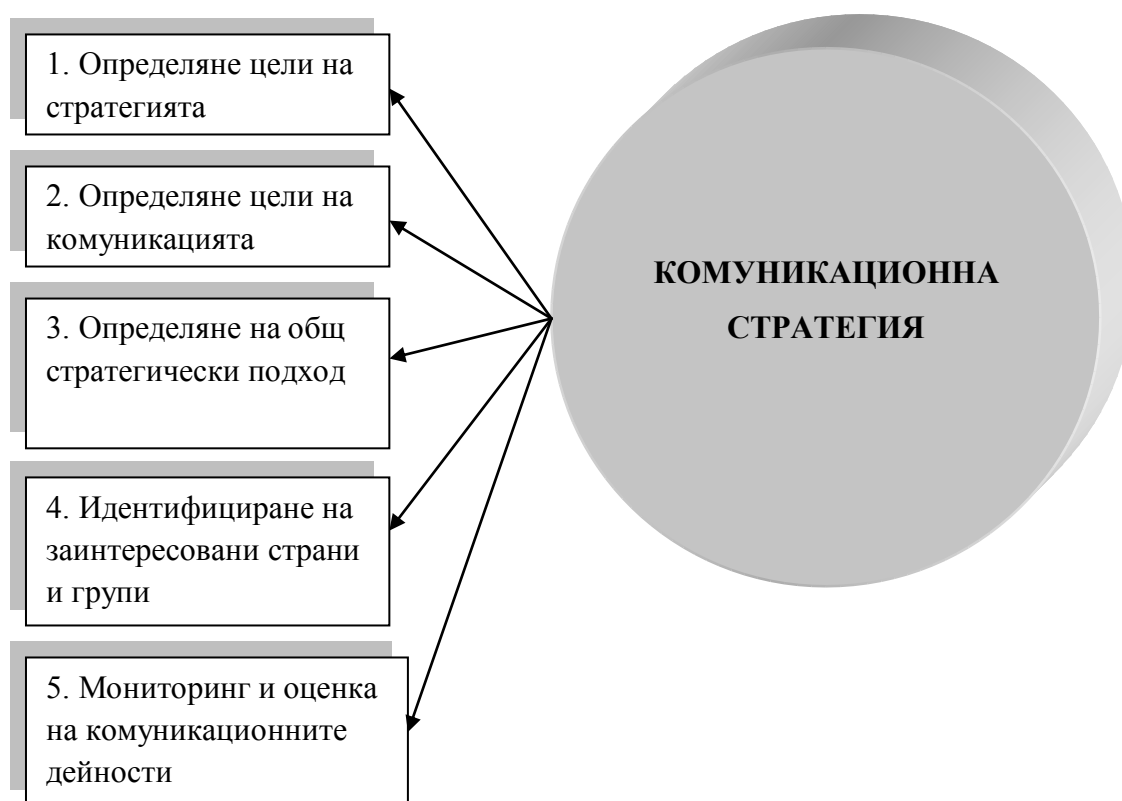 1. Определяне цели на
стратегията
2. Определяне цели на
комуникацията
3. Определяне на общ
стратегически подход
4. Идентифициране на
заинтересовани страни
и групи
5. Мониторинг и оценка
на комуникационните
дейности
КОМУНИКАЦИОННА
СТРАТЕГИЯ